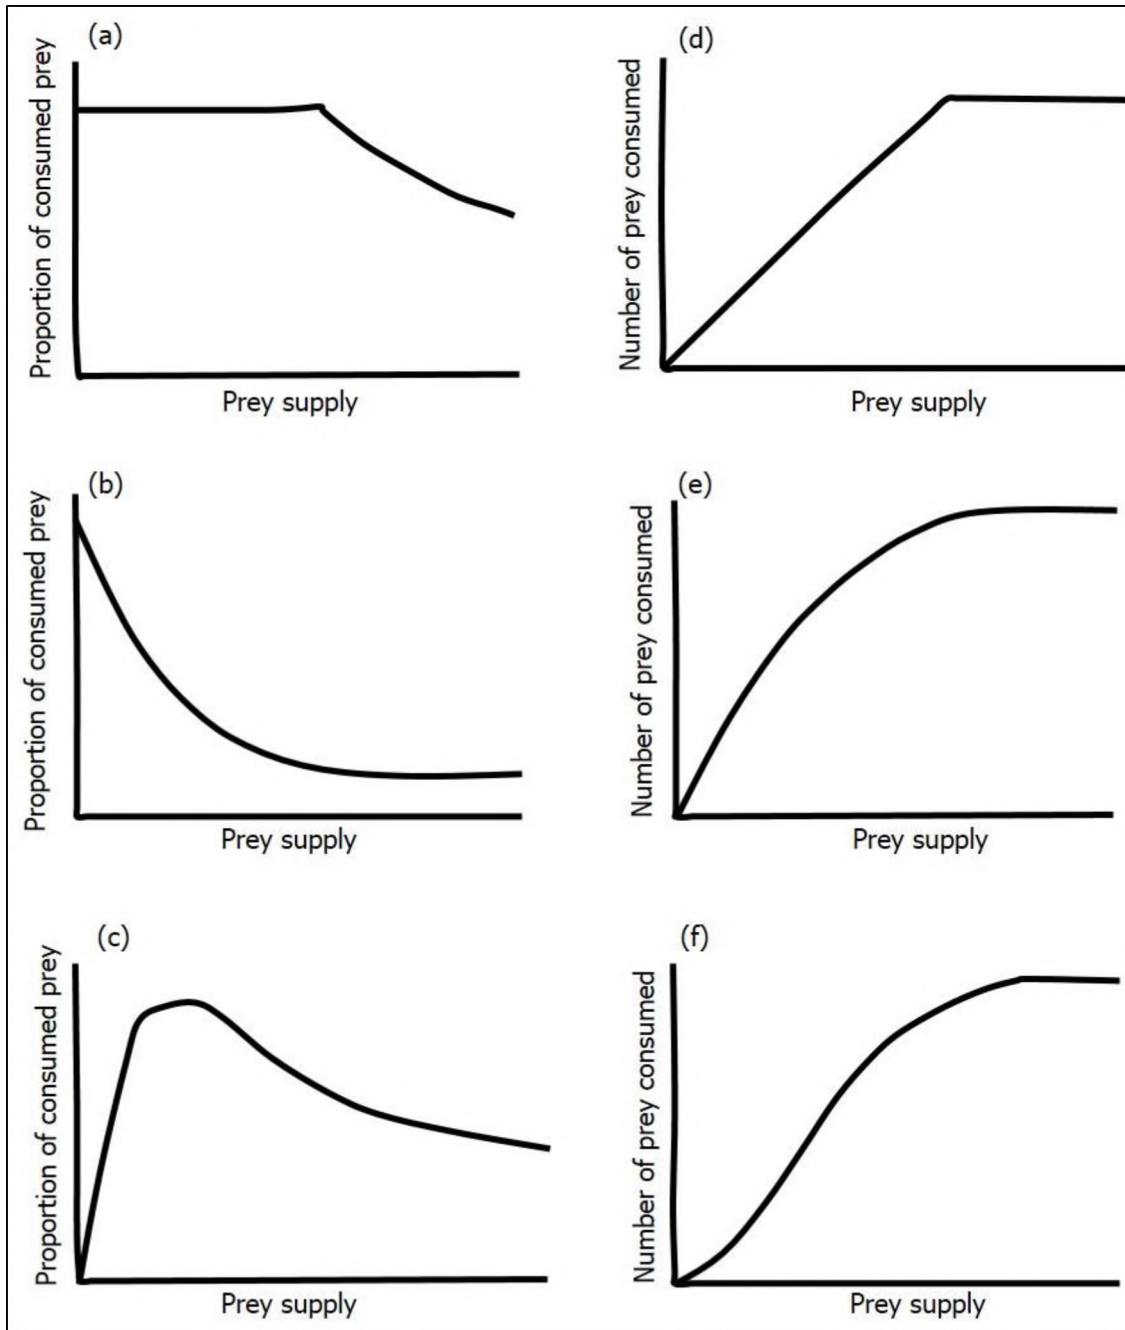 (a)
Proportion of consumed prey
Prey supply
(d)
Number of prey consumed
Prey supply
(b)
Proportion of consumed prey
Prey supply
(e)
Number of prey consumed
Prey supply
(c)
Proportion of consumed prey
Prey supply
(f)
Number of prey consumed
Prey supply